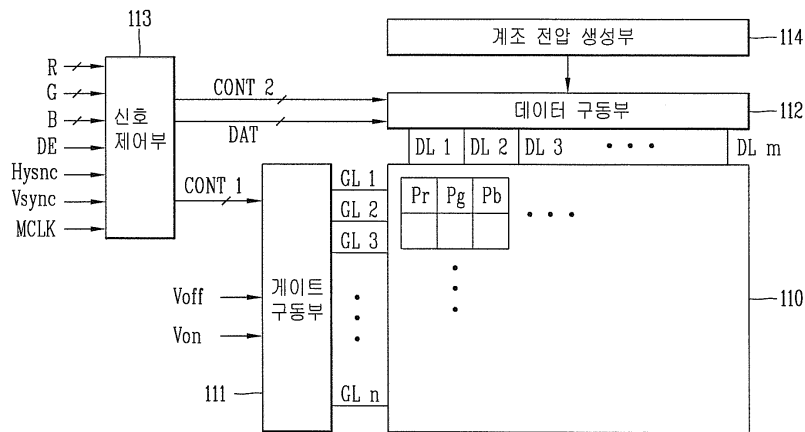 113
계조 전압 생성부
114
R
G
B
DE
Hysnc
Vsync
MCLK
신호
제어부
CONT 2
DAT
데이터 구동부
112
DL 1
DL 2
DL 3
• • •
DL m
CONT 1
GL 1
GL 2
GL 3
GL n
Pr
Pg
Pb
Voff
Von
게이트
구동부
110
111